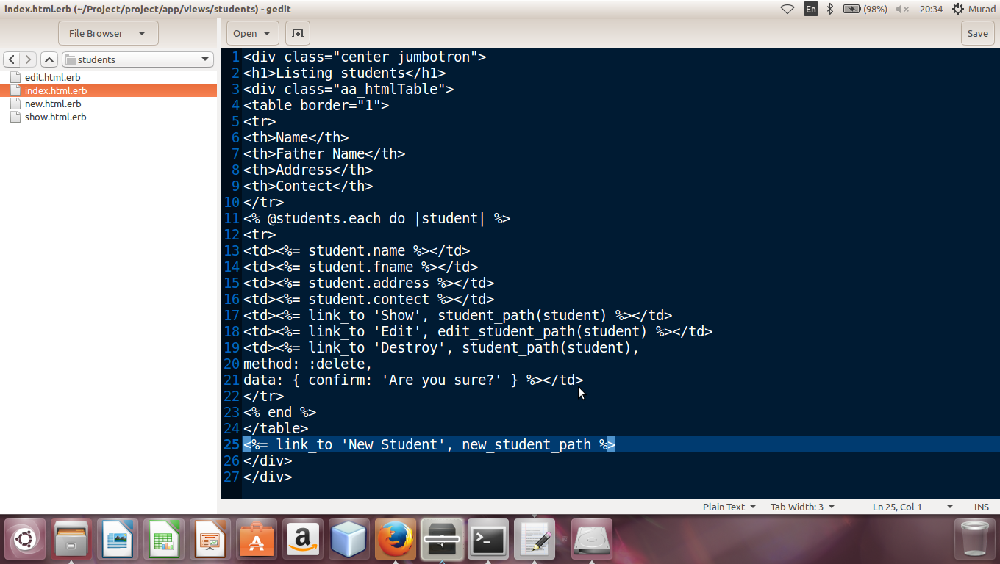 index.html.erb (~/Project/project/app/views/students) - gedit
En
(98%)
20:34
Murad
File Browser
Open
Save
students
edit.html.erb
index.html.erb
new.html.erb
show.html.erb
1 <div class="center jumbotron">
2 <h1>Listing students</h1>
3 <div class="aa_htmlTable">
4 <table border="1">
5 <tr>
6 <th>Name</th>
7 <th>Father Name</th>
8 <th>Address</th>
9 <th>Contect</th>
10 </tr>
11 <% @students.each do |student| %>
12 <tr>
13 <td><%= student.name %></td>
14 <td><%= student.fname %></td>
15 <td><%= student.address %></td>
16 <td><%= student.contect %></td>
17 <td><%= link_to 'Show', student_path(student) %></td>
18 <td><%= link_to 'Edit', edit_student_path(student) %></td>
19 <td><%= link_to 'Destroy', student_path(student),
20 method: :delete,
21 data: { confirm: 'Are you sure?' } %></td>
22 </tr>
23 <% end %>
24 </table>
25 <%= link_to 'New Student', new_student_path %>
26 </div>
27 </div>
Plain Text
Tab Width: 3
Ln 25, Col 1
INS